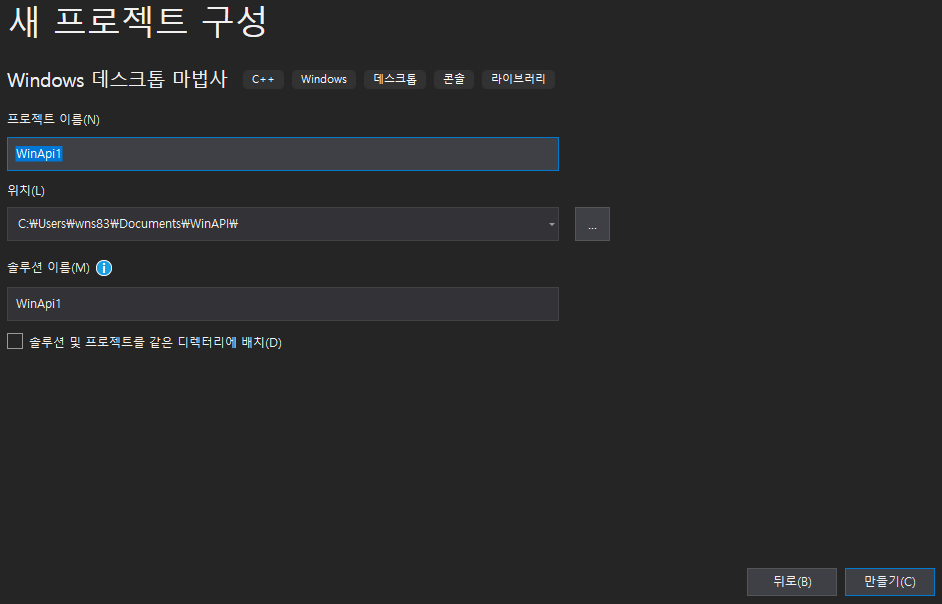 새 프로젝트 구성
Windows 데스크톱 마법사 C++ Windows 데스크톱 콘솔 라이브러리
프로젝트 이름(N)
WinApi1
위치(L)
C:₩Users₩wns83₩Documents₩WinAPI₩
...
솔루션 이름(M)
WinApi1
솔루션 및 프로젝트를 같은 디렉터리에 배치(D)
뒤로(B) 만들기(C)